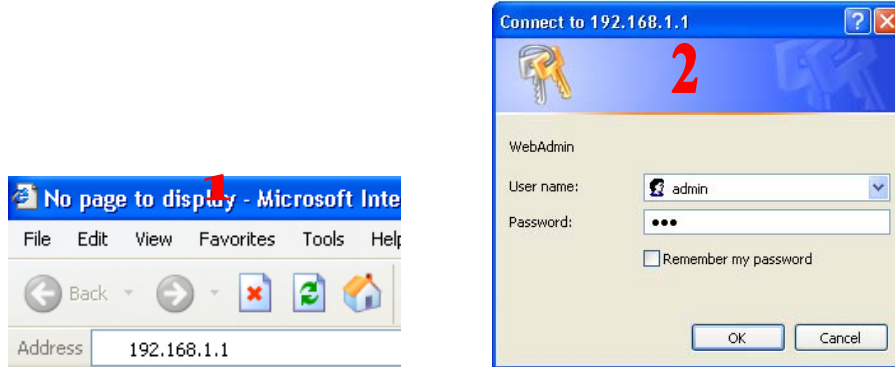 Connect to 192.168.1.1
2
WebAdmin
User name: admin
Password: •••
Remember my password
OK Cancel
1
No page to display - Microsoft Inte
File Edit View Favorites Tools Help
Back
Address 192.168.1.1